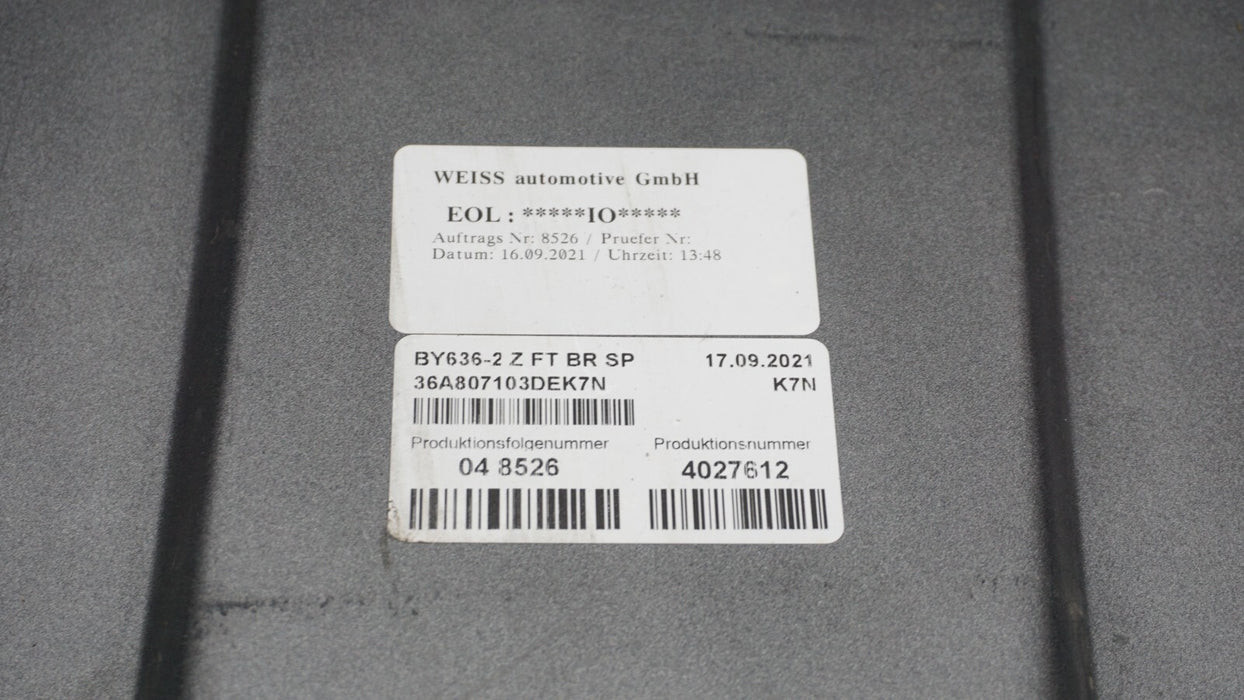 WEISS automotive GmbH
EOL : *****IO*****
Auftrags Nr: 8526 / Pruefer Nr:
Datum: 16.09.2021 / Uhrzeit: 13:48
BY636-2 Z FT BR SP 17.09.2021
36A807103DEK7N K7N
Produktionsfolgenummer Produktionsnummer
04 8526 4027612